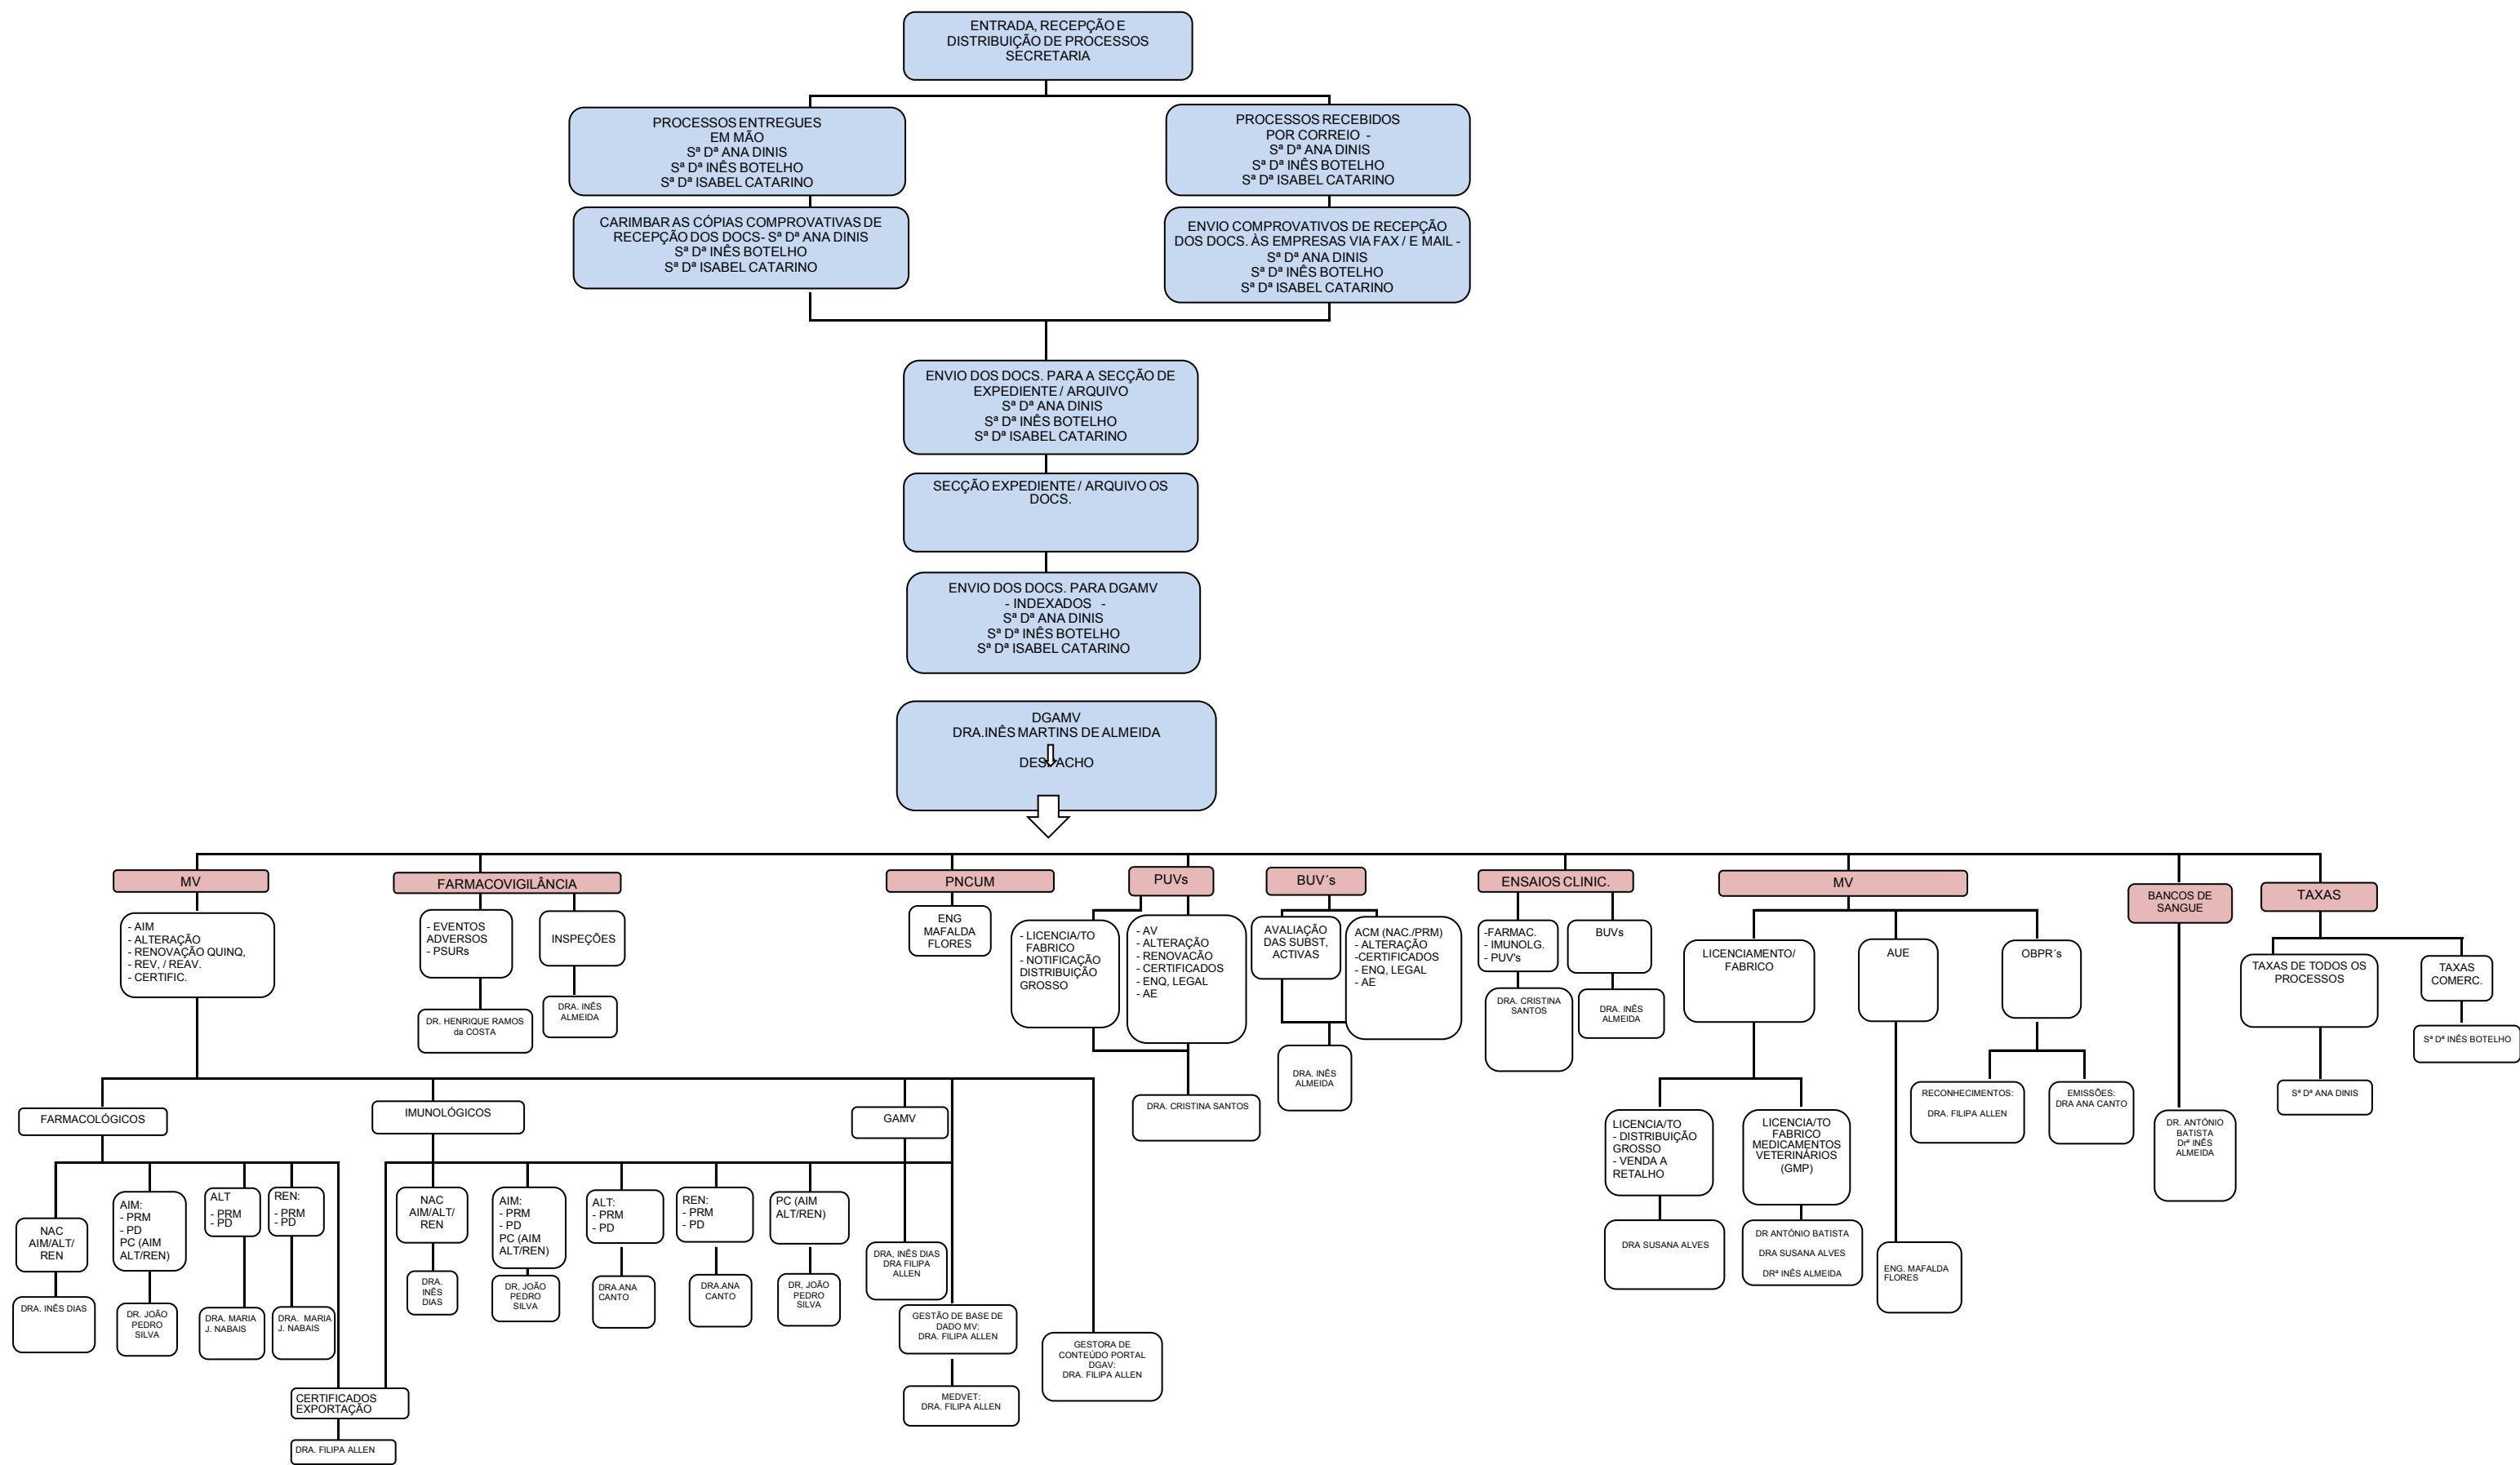 ENTRADA, RECEPÇÃO E
DISTRIBUIÇÃO DE PROCESSOS
SECRETARIA
PROCESSOS ENTREGUES
EM MÃO
Sª Dª ANA DINIS
Sª Dª INÊS BOTELHO
Sª Dª ISABEL CATARINO
PROCESSOS RECEBIDOS
POR CORREIO -
Sª Dª ANA DINIS
Sª Dª INÊS BOTELHO
Sª Dª ISABEL CATARINO
CARIMBAR AS CÓPIAS COMPROVATIVAS DE
RECEPÇÃO DOS DOCS- Sª Dª ANA DINIS
Sª Dª INÊS BOTELHO
Sª Dª ISABEL CATARINO
ENVIO COMPROVATIVOS DE RECEPÇÃO
DOS DOCS. ÀS EMPRESAS VIA FAX / E MAIL -
Sª Dª ANA DINIS
Sª Dª INÊS BOTELHO
Sª Dª ISABEL CATARINO
ENVIO DOS DOCS. PARA A SECÇÃO DE
EXPEDIENTE / ARQUIVO
Sª Dª ANA DINIS
Sª Dª INÊS BOTELHO
Sª Dª ISABEL CATARINO
SECÇÃO EXPEDIENTE / ARQUIVO OS
DOCS.
ENVIO DOS DOCS. PARA DGAMV
- INDEXADOS -
Sª Dª ANA DINIS
Sª Dª INÊS BOTELHO
Sª Dª ISABEL CATARINO
DGAMV
DRA.INÊS MARTINS DE ALMEIDA
DESPACHO
MV
FARMACOVIGILÂNCIA
PNCUM
PUVs
BUV´s
ENSAIOS CLINIC.
MV
BANCOS DE
SANGUE
TAXAS
- AIM
- ALTERAÇÃO
- RENOVAÇÃO QUINQ,
- REV, / REAV.
- CERTIFIC.
- EVENTOS
ADVERSOS
- PSURs
INSPEÇÕES
ENG
MAFALDA
FLORES
- LICENCIA/TO
FABRICO
- NOTIFICAÇÃO
DISTRIBUIÇÃO
GROSSO
- AV
- ALTERAÇÃO
- RENOVACÃO
- CERTIFICADOS
- ENQ, LEGAL
- AE
AVALIAÇÃO
DAS SUBST,
ACTIVAS
ACM (NAC./PRM)
- ALTERAÇÃO
-CERTIFICADOS
- ENQ, LEGAL
- AE
-FARMAC.
- IMUNOLG.
- PUV's
BUVs
LICENCIAMENTO/
FABRICO
AUE
OBPR´s
TAXAS DE TODOS OS
PROCESSOS
TAXAS
COMERC.
DR. HENRIQUE RAMOS
da COSTA
DRA. INÊS
ALMEIDA
DRA. CRISTINA
SANTOS
DRA. INÊS
ALMEIDA
Sª Dª INÊS BOTELHO
DRA. INÊS
ALMEIDA
DRA. CRISTINA SANTOS
RECONHECIMENTOS:
DRA. FILIPA ALLEN
EMISSÕES:
DRA ANA CANTO
Sª Dª ANA DINIS
DR. ANTÓNIO
BATISTA
Drª INÊS
ALMEIDA
FARMACOLÓGICOS
IMUNOLÓGICOS
GAMV
LICENCIA/TO
- DISTRIBUIÇÃO
GROSSO
- VENDA A
RETALHO
LICENCIA/TO
FABRICO
MEDICAMENTOS
VETERINÁRIOS
(GMP)
NAC
AIM/ALT/
REN
AIM:
- PRM
- PD
PC (AIM
ALT/REN)
ALT
- PRM
- PD
REN:
- PRM
- PD
NAC
AIM/ALT/
REN
AIM:
- PRM
- PD
PC (AIM
ALT/REN)
ALT:
- PRM
- PD
REN:
- PRM
- PD
PC (AIM
ALT/REN)
DRA SUSANA ALVES
DR ANTÓNIO BATISTA
DRA SUSANA ALVES
DRª INÊS ALMEIDA
ENG. MAFALDA
FLORES
DRA. INÊS DIAS
DR. JOÃO
PEDRO
SILVA
DRA. MARIA
J. NABAIS
DRA. MARIA
J. NABAIS
DRA.
INÊS
DIAS
DR, JOÃO
PEDRO
SILVA
DRA.ANA
CANTO
DRA.ANA
CANTO
DR, JOÃO
PEDRO
SILVA
DRA, INÊS DIAS
DRA FILIPA
ALLEN
GESTÃO DE BASE DE
DADO MV:
DRA. FILIPA ALLEN
GESTORA DE
CONTEÚDO PORTAL
DGAV:
DRA. FILIPA ALLEN
MEDVET:
DRA. FILIPA ALLEN
CERTIFICADOS
EXPORTAÇÃO
DRA. FILIPA ALLEN